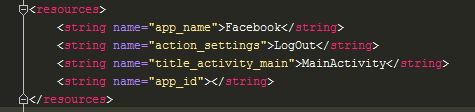 <resources>
<string name="app_name">Facebook</string>
<string name="action_settings">LogOut</string>
<string name="title_activity_main">MainActivity</string>
<string name="app_id"></string>
</resources>